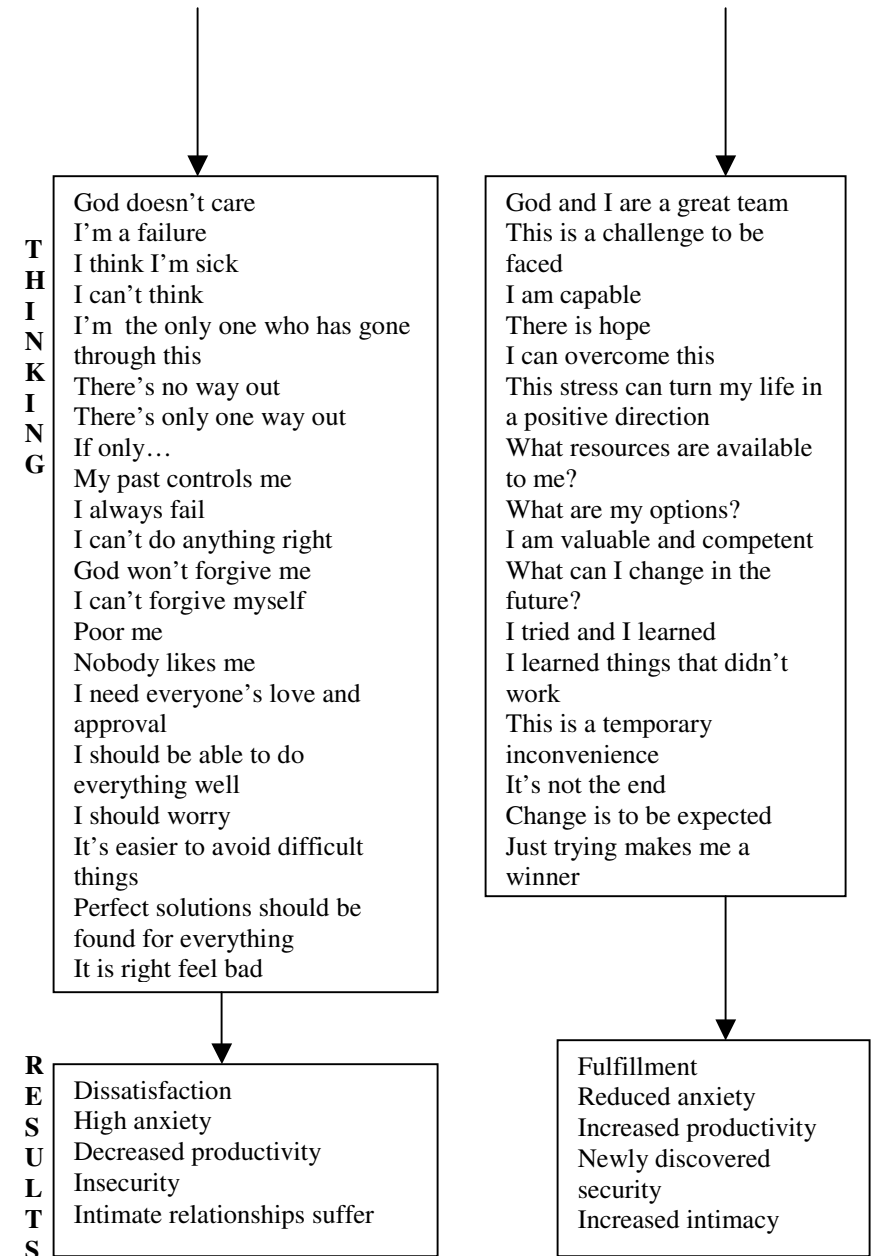 T
H
I
N
K
I
N
G
God doesn't care
I'm a failure
I think I'm sick
I can't think
I'm  the only one who has gone
through this
There's no way out
There's only one way out
If only…
My past controls me
I always fail
I can't do anything right
God won't forgive me
I can't forgive myself
Poor me
Nobody likes me
I need everyone's love and
approval
I should be able to do
everything well
I should worry
It's easier to avoid difficult
things
Perfect solutions should be
found for everything
It is right feel bad
God and I are a great team
This is a challenge to be
faced
I am capable
There is hope
I can overcome this
This stress can turn my life in
a positive direction
What resources are available
to me?
What are my options?
I am valuable and competent
What can I change in the
future?
I tried and I learned
I learned things that didn't
work
This is a temporary
inconvenience
It's not the end
Change is to be expected
Just trying makes me a
winner
R
E
S
U
L
T
S
Dissatisfaction
High anxiety
Decreased productivity
Insecurity
Intimate relationships suffer
Fulfillment
Reduced anxiety
Increased productivity
Newly discovered
security
Increased intimacy